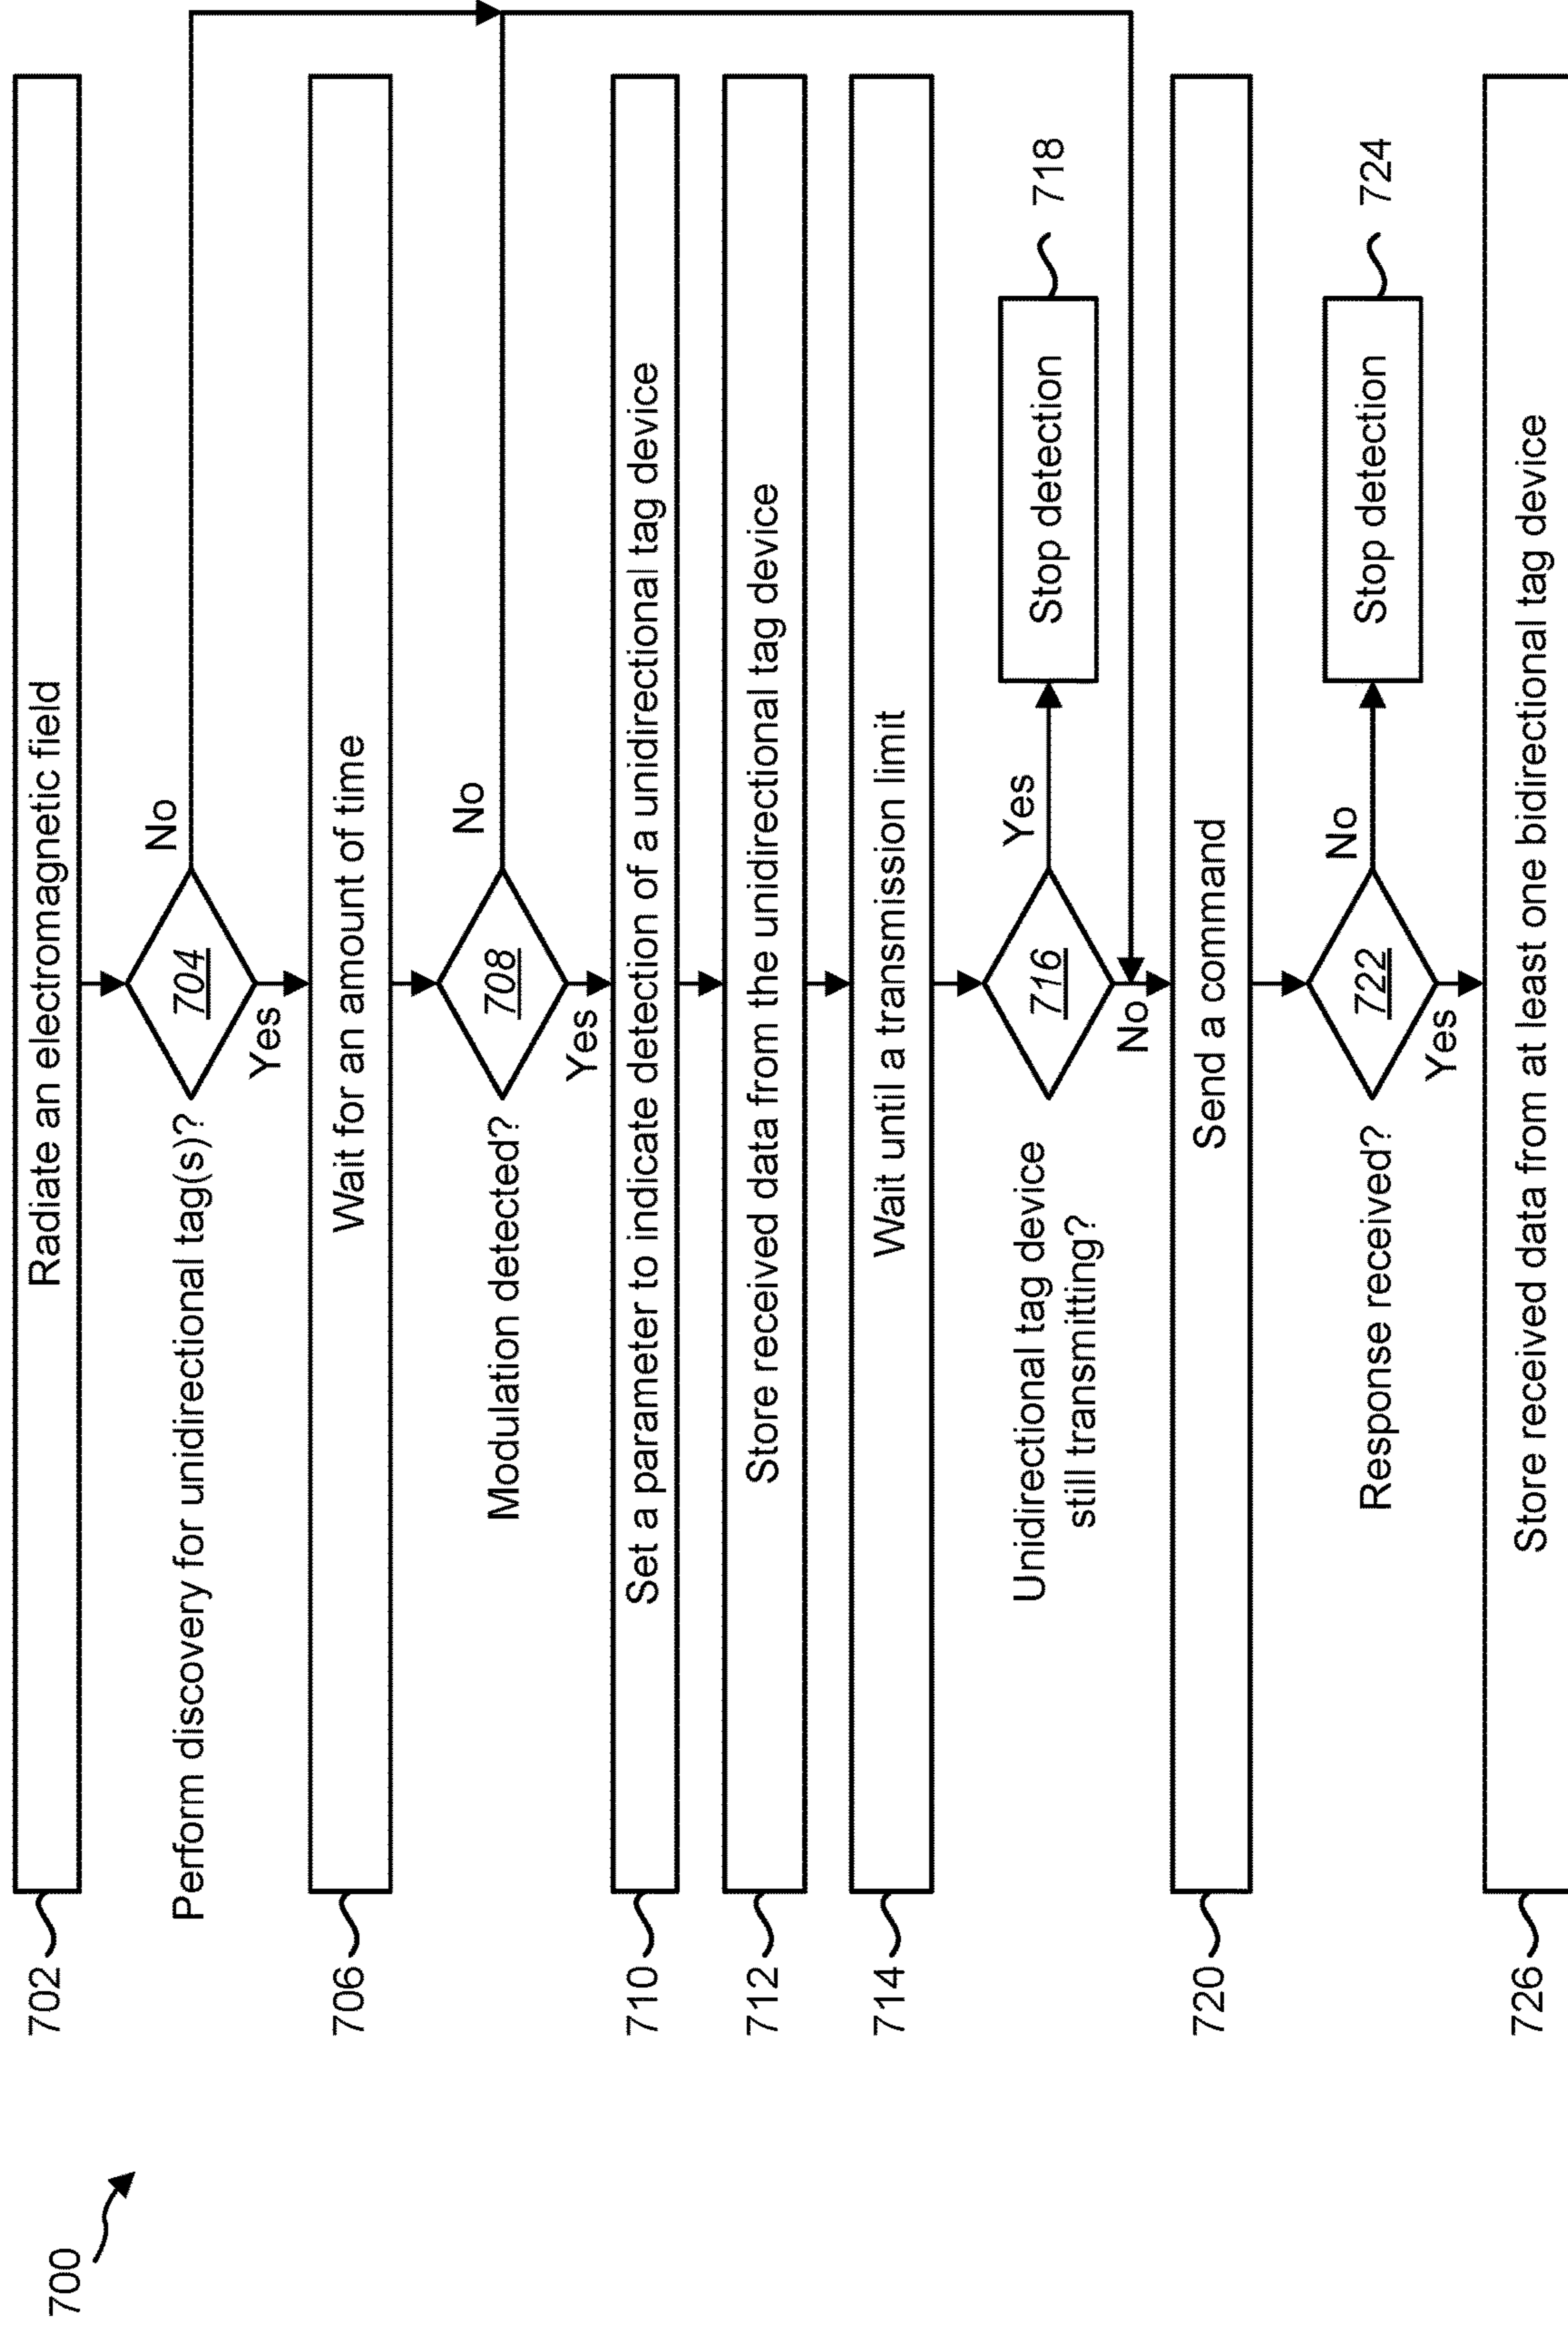 700
702
Radiate an electromagnetic field
Perform discovery for unidirectional tag(s)?
704
No
Yes
706
Wait for an amount of time
Modulation detected?
708
No
Yes
710
Set a parameter to indicate detection of a unidirectional tag device
712
Store received data from the unidirectional tag device
714
Wait until a transmission limit
Unidirectional tag device
still transmitting?
716
Yes
Stop detection
718
No
720
Send a command
Response received?
722
No
Stop detection
724
Yes
726
Store received data from at least one bidirectional tag device